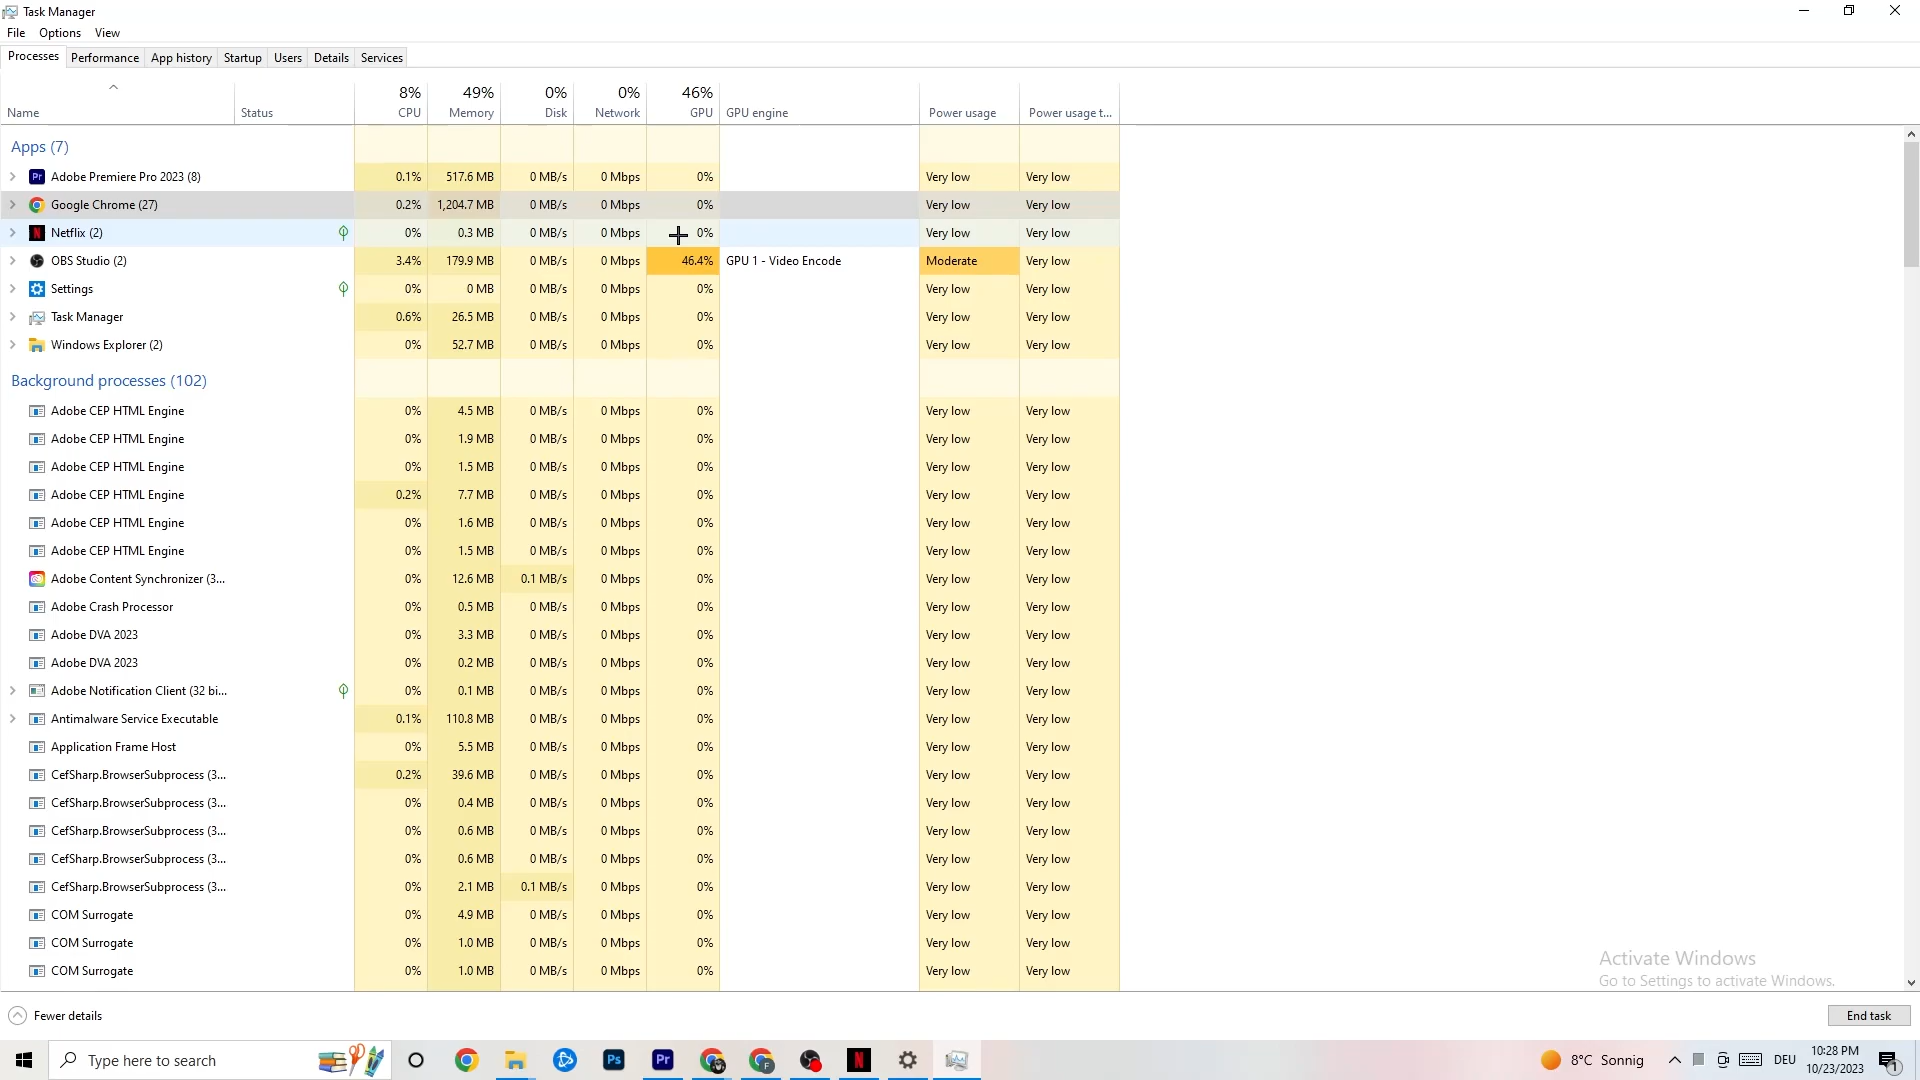 Task Manager
File Options View
Processes Performance App history Startup Users Details Services
8% 49% 0% 0% 46%
Name Status CPU Memory Disk Network GPU GPU engine Power usage Power usage t...
Apps (7)
Pr Adobe Premiere Pro 2023 (8) 0.1% 517.6 MB 0 MB/s 0 Mbps 0% Very low Very low
Google Chrome (27) 0.2% 1,204.7 MB 0 MB/s 0 Mbps 0% Very low Very low
N Netflix (2) 0% 0.3 MB 0 MB/s 0 Mbps 0% Very low Very low
OBS Studio (2) 3.4% 179.9 MB 0 MB/s 0 Mbps 46.4% GPU 1 - Video Encode Moderate Very low
Settings 0% 0 MB 0 MB/s 0 Mbps 0% Very low Very low
Task Manager 0.6% 26.5 MB 0 MB/s 0 Mbps 0% Very low Very low
Windows Explorer (2) 0% 52.7 MB 0 MB/s 0 Mbps 0% Very low Very low
Background processes (102)
Adobe CEP HTML Engine 0% 4.5 MB 0 MB/s 0 Mbps 0% Very low Very low
Adobe CEP HTML Engine 0% 1.9 MB 0 MB/s 0 Mbps 0% Very low Very low
Adobe CEP HTML Engine 0% 1.5 MB 0 MB/s 0 Mbps 0% Very low Very low
Adobe CEP HTML Engine 0.2% 7.7 MB 0 MB/s 0 Mbps 0% Very low Very low
Adobe CEP HTML Engine 0% 1.6 MB 0 MB/s 0 Mbps 0% Very low Very low
Adobe CEP HTML Engine 0% 1.5 MB 0 MB/s 0 Mbps 0% Very low Very low
Adobe Content Synchronizer (3... 0% 12.6 MB 0.1 MB/s 0 Mbps 0% Very low Very low
Adobe Crash Processor 0% 0.5 MB 0 MB/s 0 Mbps 0% Very low Very low
Adobe DVA 2023 0% 3.3 MB 0 MB/s 0 Mbps 0% Very low Very low
Adobe DVA 2023 0% 0.2 MB 0 MB/s 0 Mbps 0% Very low Very low
Adobe Notification Client (32 bi... 0% 0.1 MB 0 MB/s 0 Mbps 0% Very low Very low
Antimalware Service Executable 0.1% 110.8 MB 0 MB/s 0 Mbps 0% Very low Very low
Application Frame Host 0% 5.5 MB 0 MB/s 0 Mbps 0% Very low Very low
CefSharp.BrowserSubprocess (3... 0.2% 39.6 MB 0 MB/s 0 Mbps 0% Very low Very low
CefSharp.BrowserSubprocess (3... 0% 0.4 MB 0 MB/s 0 Mbps 0% Very low Very low
CefSharp.BrowserSubprocess (3... 0% 0.6 MB 0 MB/s 0 Mbps 0% Very low Very low
CefSharp.BrowserSubprocess (3... 0% 0.6 MB 0 MB/s 0 Mbps 0% Very low Very low
CefSharp.BrowserSubprocess (3... 0% 2.1 MB 0.1 MB/s 0 Mbps 0% Very low Very low
COM Surrogate 0% 4.9 MB 0 MB/s 0 Mbps 0% Very low Very low
COM Surrogate 0% 1.0 MB 0 MB/s 0 Mbps 0% Very low Very low
COM Surrogate 0% 1.0 MB 0 MB/s 0 Mbps 0% Very low Very low
Activate Windows
Go to Settings to activate Windows.
Fewer details End task
Type here to search Ps Pr F N 8°C Sonnig DEU 10:28 PM
10/23/2023 1